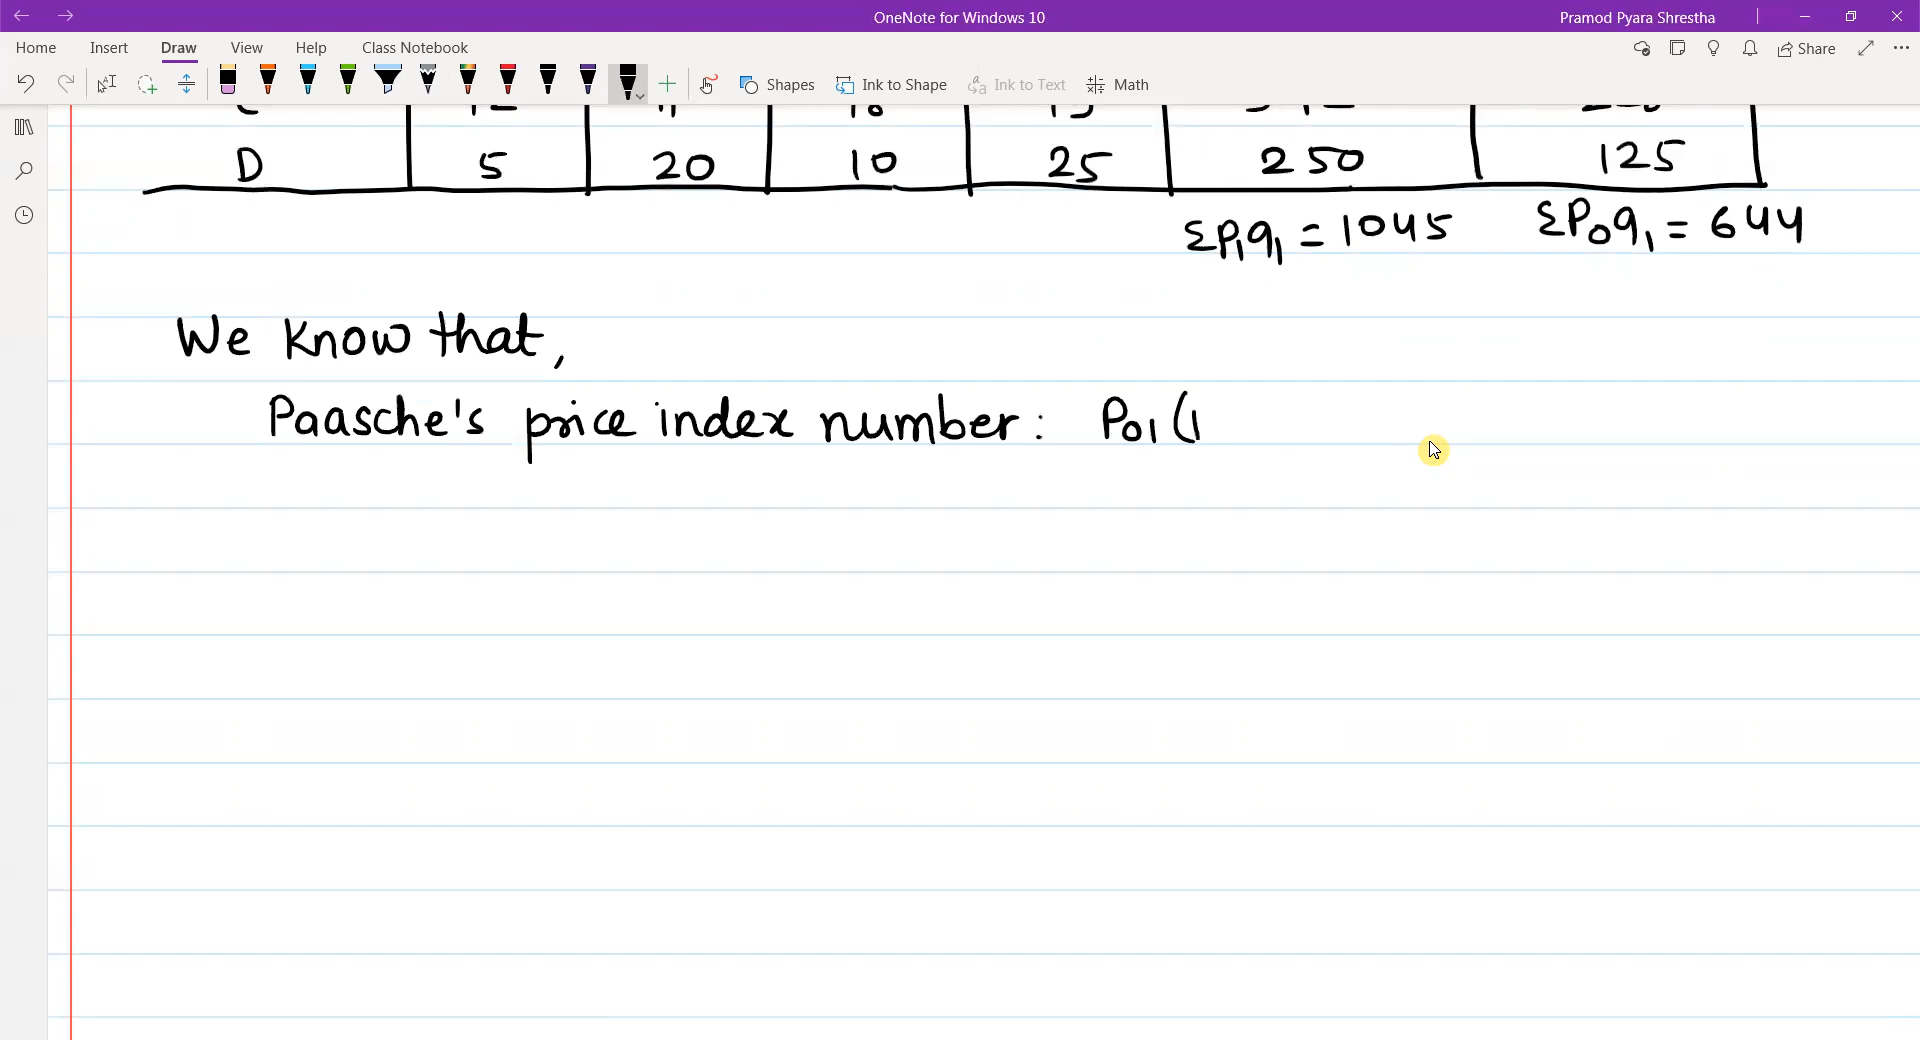 OneNote for Windows 10
Pramod Pyara Shrestha
Home Insert Draw View Help Class Notebook
Share
Shapes Ink to Shape Ink to Text Math
D 5 20 10 25 250 125
ΣP₁q₁ = 1045 ΣP₀q₁ = 644
We know that,
Paasche's price index number: P₀₁ (